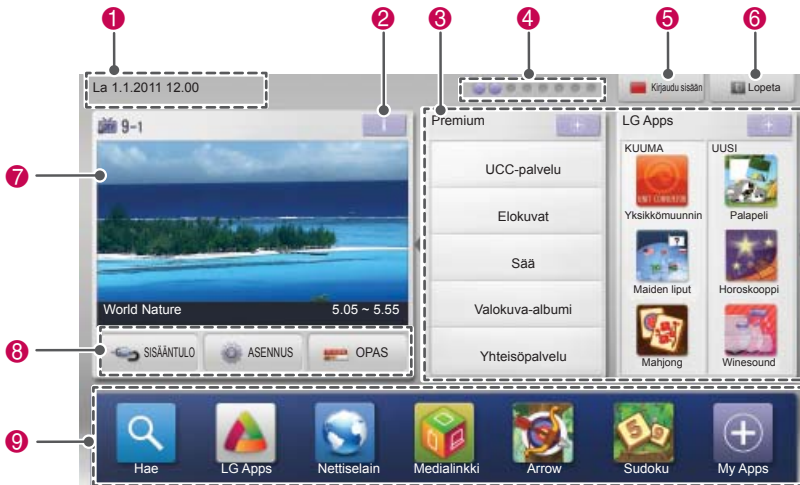 1
2
3
4
5
6
La 1.1.2011 12.00
Kirjaudu sisään
Lopeta
9-1
Premium
LG Apps
KUUMA
UUSI
7
UCC-palvelu
Elokuvat
Sää
Valokuva-albumi
Yhteisöpalvelu
UNIT CONVERTER
Yksikkömuunnin
Palapeli
Maiden liput
Horoskooppi
Mahjong
Winesound
World Nature
5.05 ~ 5.55
8
SISÄÄNTULO
ASENNUS
OPAS
9
Hae
LG Apps
Nettiselain
Medialinkki
Arrow
Sudoku
My Apps